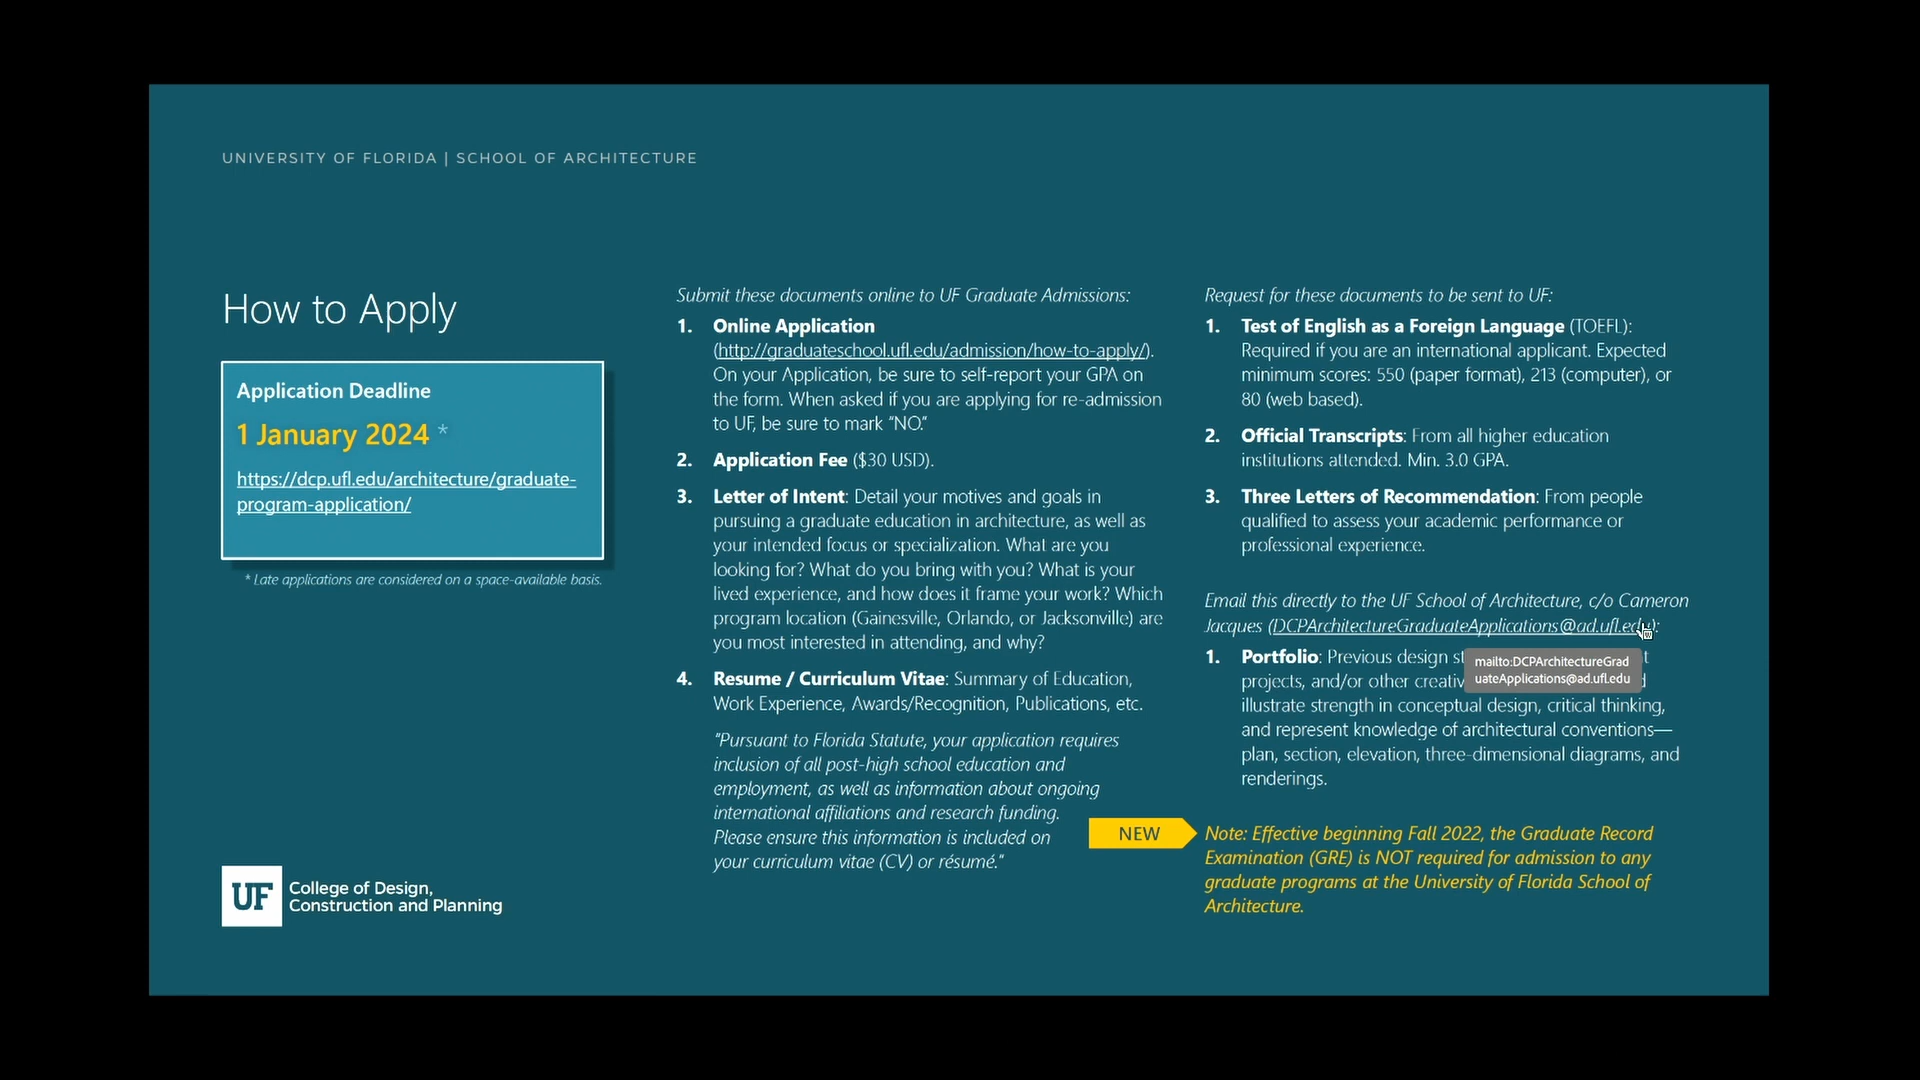 UNIVERSITY OF FLORIDA | SCHOOL OF ARCHITECTURE
How to Apply
Application Deadline
1 January 2024 *
https://dcp.ufl.edu/architecture/graduate-
program-application/
* Late applications are considered on a space-available basis.
UF
College of Design,
Construction and Planning
Submit these documents online to UF Graduate Admissions:
1. Online Application
(http://graduateschool.ufl.edu/admission/how-to-apply/).
On your Application, be sure to self-report your GPA on
the form. When asked if you are applying for re-admission
to UF, be sure to mark "NO."
2. Application Fee ($30 USD).
3. Letter of Intent: Detail your motives and goals in
pursuing a graduate education in architecture, as well as
your intended focus or specialization. What are you
looking for? What do you bring with you? What is your
lived experience, and how does it frame your work? Which
program location (Gainesville, Orlando, or Jacksonville) are
you most interested in attending, and why?
4. Resume / Curriculum Vitae: Summary of Education,
Work Experience, Awards/Recognition, Publications, etc.
"Pursuant to Florida Statute, your application requires
inclusion of all post-high school education and
employment, as well as information about ongoing
international affiliations and research funding.
Please ensure this information is included on
your curriculum vitae (CV) or résumé."
Request for these documents to be sent to UF:
1. Test of English as a Foreign Language (TOEFL):
Required if you are an international applicant. Expected
minimum scores: 550 (paper format), 213 (computer), or
80 (web based).
2. Official Transcripts: From all higher education
institutions attended. Min. 3.0 GPA.
3. Three Letters of Recommendation: From people
qualified to assess your academic performance or
professional experience.
Email this directly to the UF School of Architecture, c/o Cameron
Jacques (DCPArchitectureGraduateApplications@ad.ufl.edu):
1. Portfolio: Previous design
projects, and/or other
illustrate strength in conceptual design, critical thinking,
and represent knowledge of architectural conventions—
plan, section, elevation, three-dimensional diagrams, and
renderings.
mailto:DCPArchitectureGrad
uateApplications@ad.ufl.edu
NEW
Note: Effective beginning Fall 2022, the Graduate Record
Examination (GRE) is NOT required for admission to any
graduate programs at the University of Florida School of
Architecture.